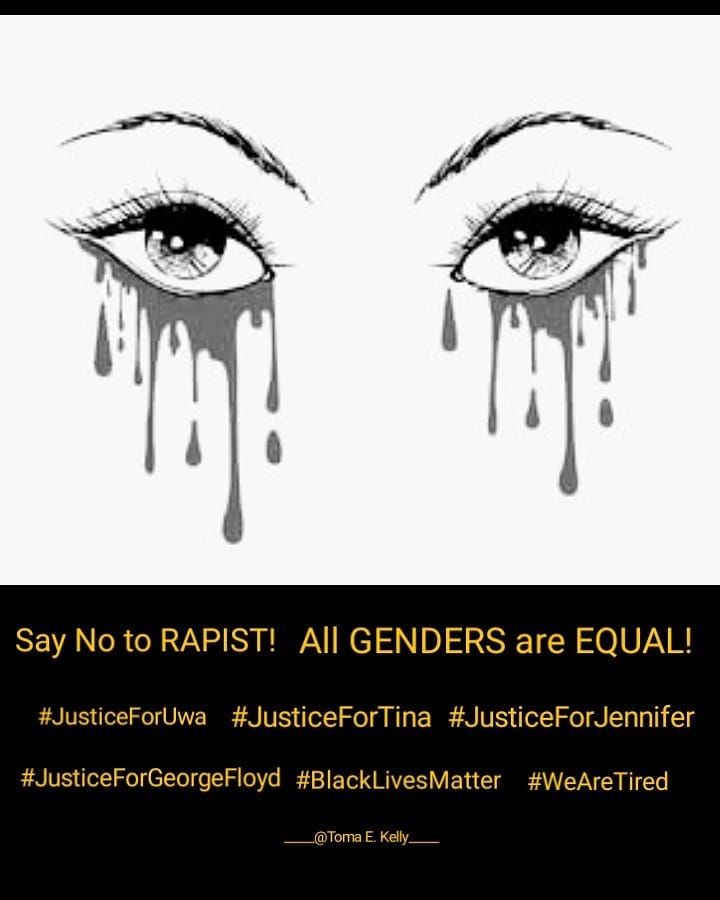 Say No to RAPIST! All GENDERS are EQUAL!
#JusticeForUwa #JusticeForTina #JusticeForJennifer
#JusticeForGeorgeFloyd #BlackLivesMatter #WeAreTired
____@Toma E. Kelly____